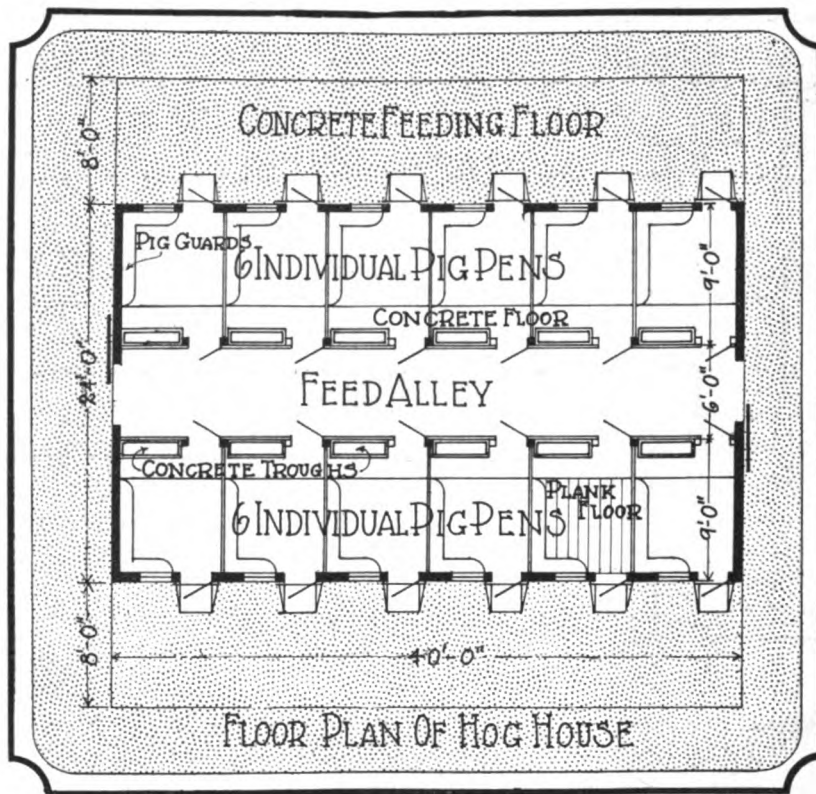 8'-0"
CONCRETE FEEDING FLOOR
PIG GUARDS
6 INDIVIDUAL PIG PENS
9'-0"
CONCRETE FLOOR
24'-0"
FEED ALLEY
6'-0"
CONCRETE TROUGHS
PLANK
FLOOR
6 INDIVIDUAL PIG PENS
9'-0"
8'-0"
40'-0"
FLOOR PLAN OF HOG HOUSE